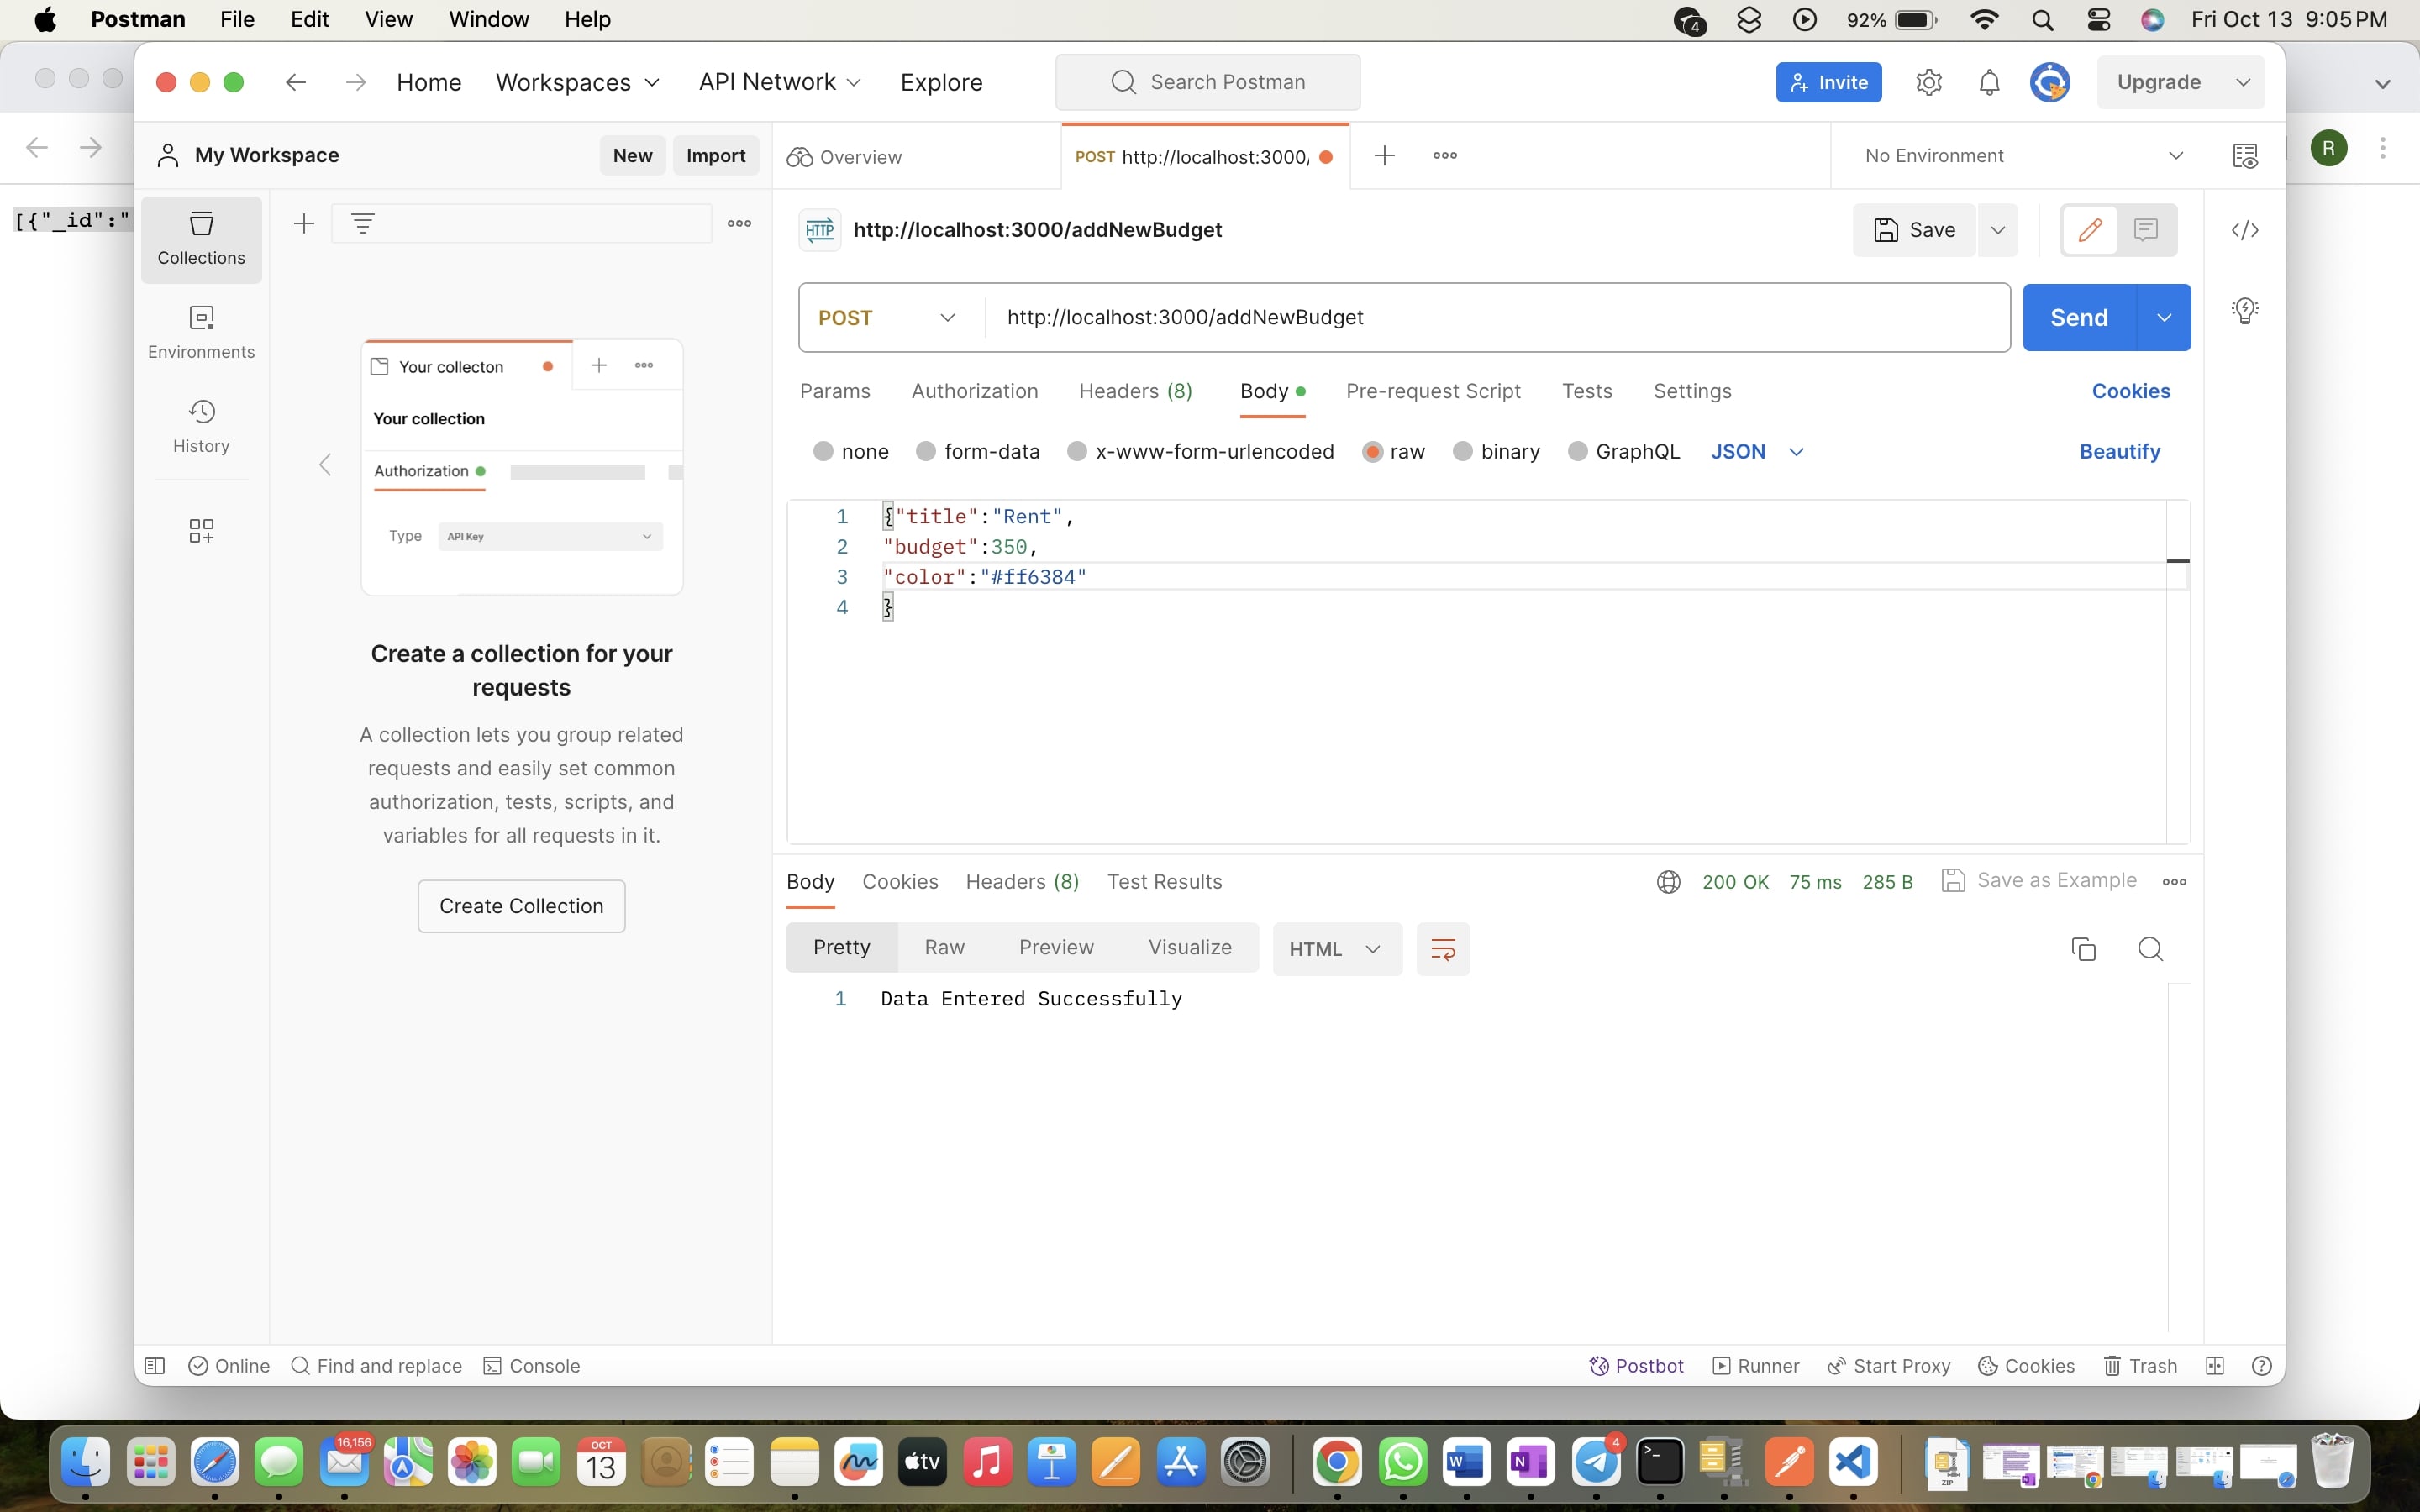 Postman File Edit View Window Help
4 92% Fri Oct 13 9:05 PM
Home Workspaces API Network Explore Search Postman Invite Upgrade
R
[{"_id":"
My Workspace New Import
Overview POST http://localhost:3000/ No Environment
Collections
Environments
History
Your collecton
Your collection
Authorization
Type API Key
Create a collection for your
requests
A collection lets you group related
requests and easily set common
authorization, tests, scripts, and
variables for all requests in it.
Create Collection
HTTP http://localhost:3000/addNewBudget Save
POST http://localhost:3000/addNewBudget Send
Params Authorization Headers (8) Body Pre-request Script Tests Settings Cookies
none form-data x-www-form-urlencoded raw binary GraphQL JSON Beautify
1 {"title":"Rent",
2 "budget":350,
3 "color":"#ff6384"
4 }
Body Cookies Headers (8) Test Results 200 OK 75 ms 285 B Save as Example
Pretty Raw Preview Visualize HTML
1 Data Entered Successfully
Online Find and replace Console Postbot Runner Start Proxy Cookies Trash
16,156 OCT 13 tv W N 4 >_ ZIP